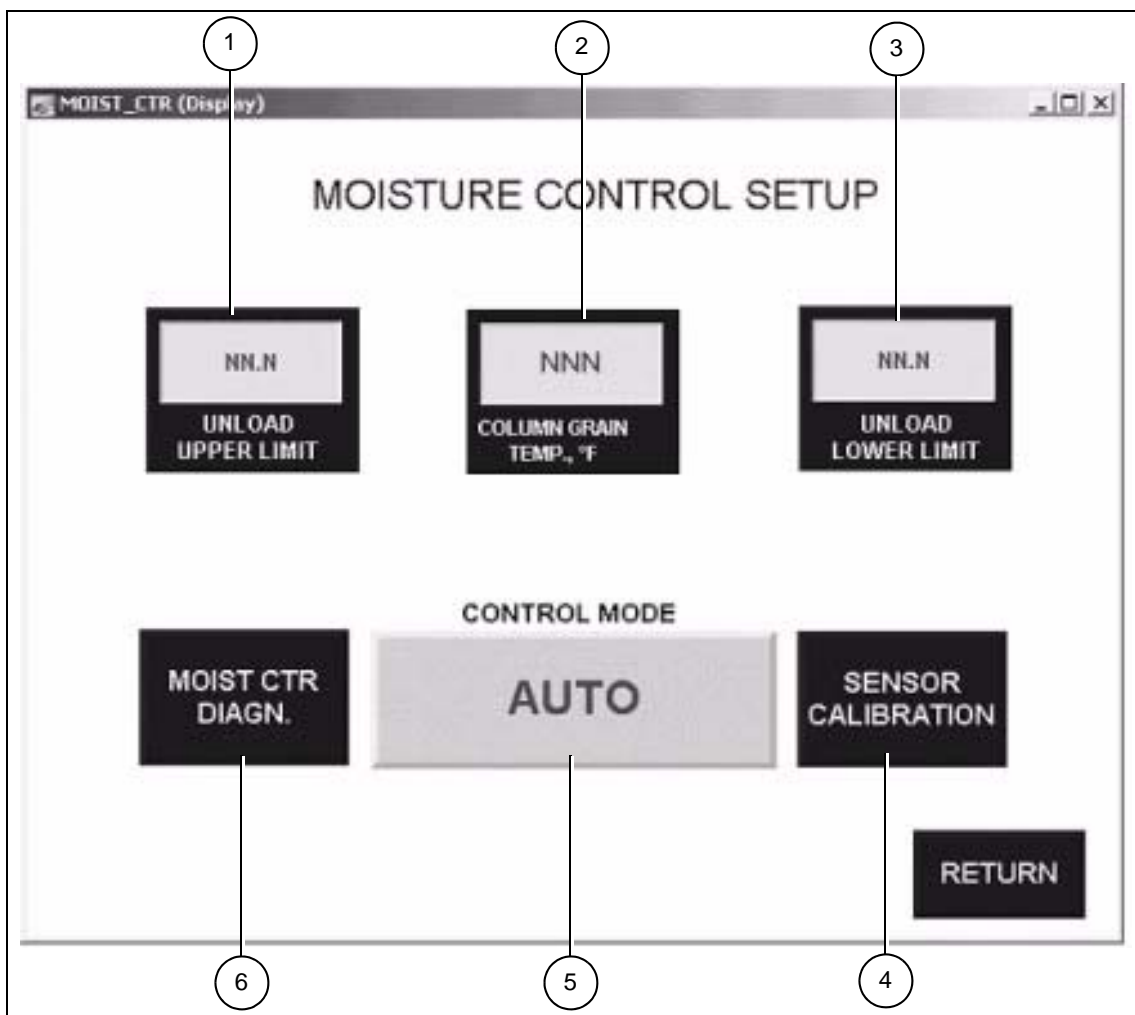 1
2
3
MOIST_CTR (Display)
MOISTURE CONTROL SETUP
NN.N
UNLOAD
UPPER LIMIT
NNN
COLUMN GRAIN
TEMP., °F
NN.N
UNLOAD
LOWER LIMIT
CONTROL MODE
MOIST CTR
DIAGN.
AUTO
SENSOR
CALIBRATION
RETURN
6
5
4